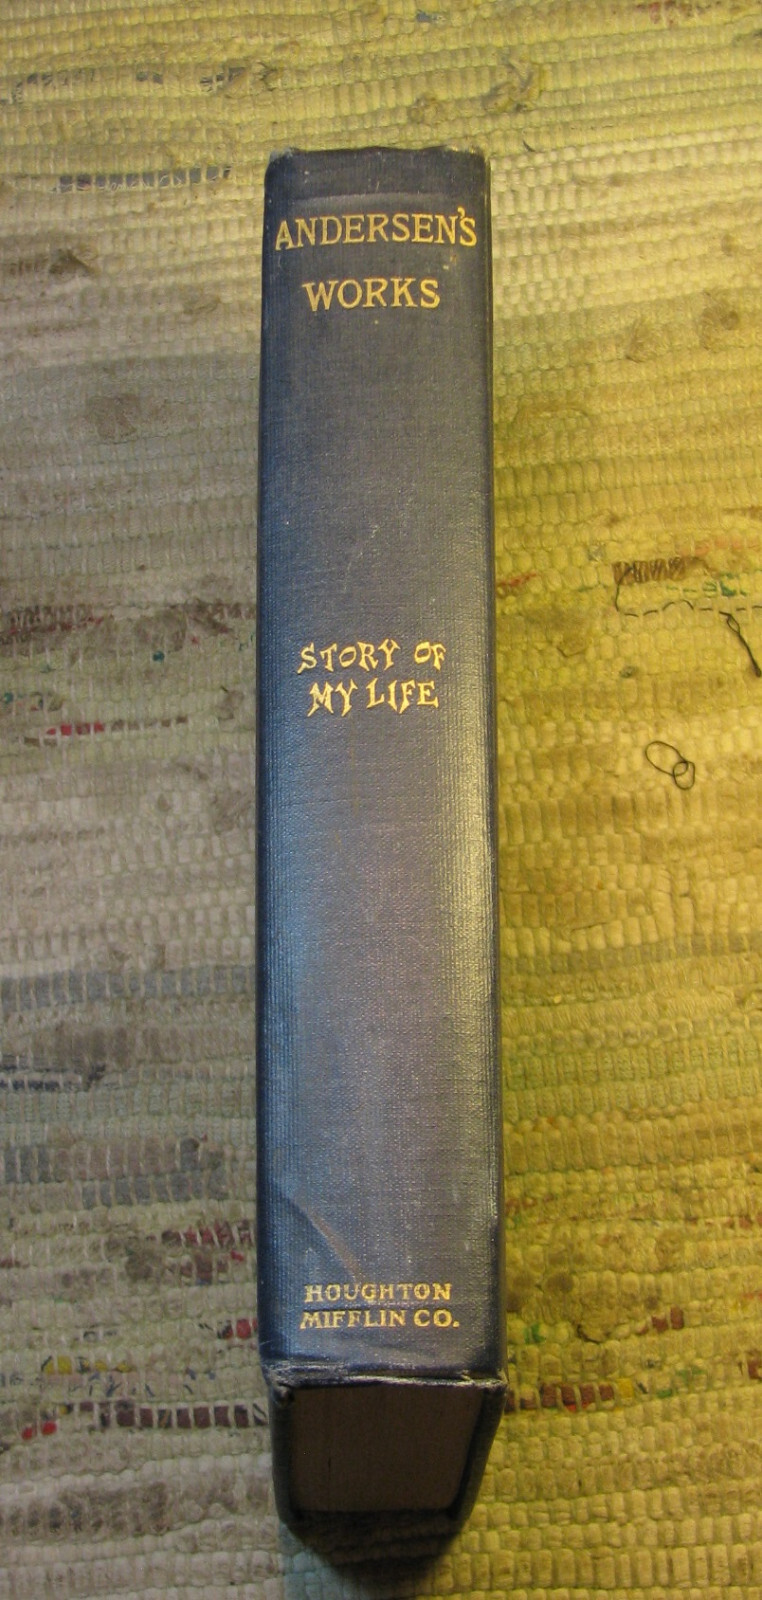 ANDERSEN'S
WORKS
STORY OF
MY LIFE
HOUGHTON
MIFFLIN CO.